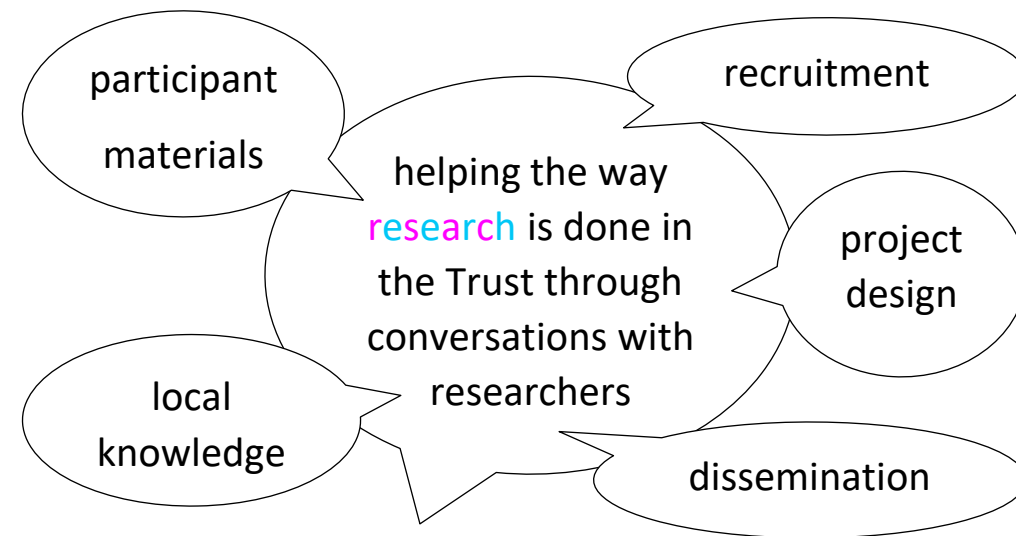 participant
materials
recruitment
helping the way
research is done in
the Trust through
conversations with
researchers
project
design
local
knowledge
dissemination